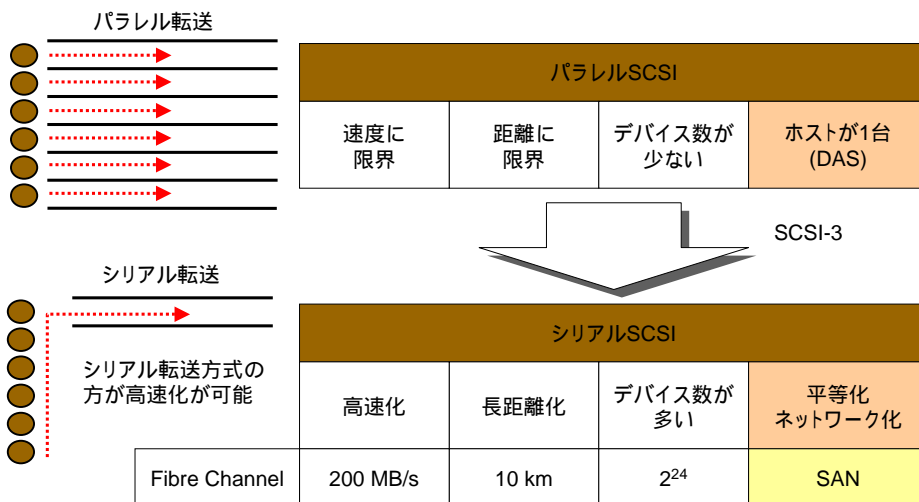 パラレル転送
パラレルSCSI
速度に
限界
距離に
限界
デバイス数が
少ない
ホストが1台
(DAS)
SCSI-3
シリアル転送
シリアル転送方式の
方が高速化が可能
シリアルSCSI
高速化
長距離化
デバイス数が
多い
平等化
ネットワーク化
Fibre Channel 200 MB/s 10 km 2²⁴ SAN